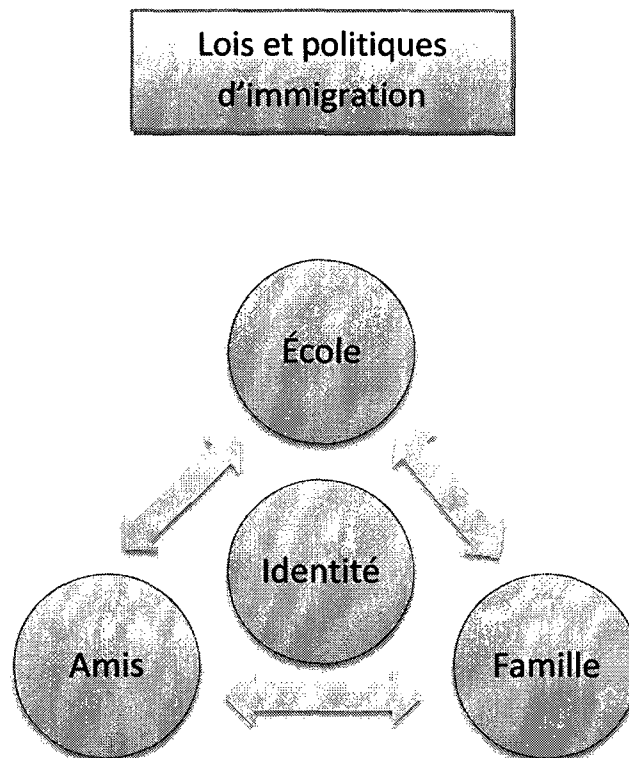 Lois et politiques
d'immigration
École
Identité
Amis
Famille